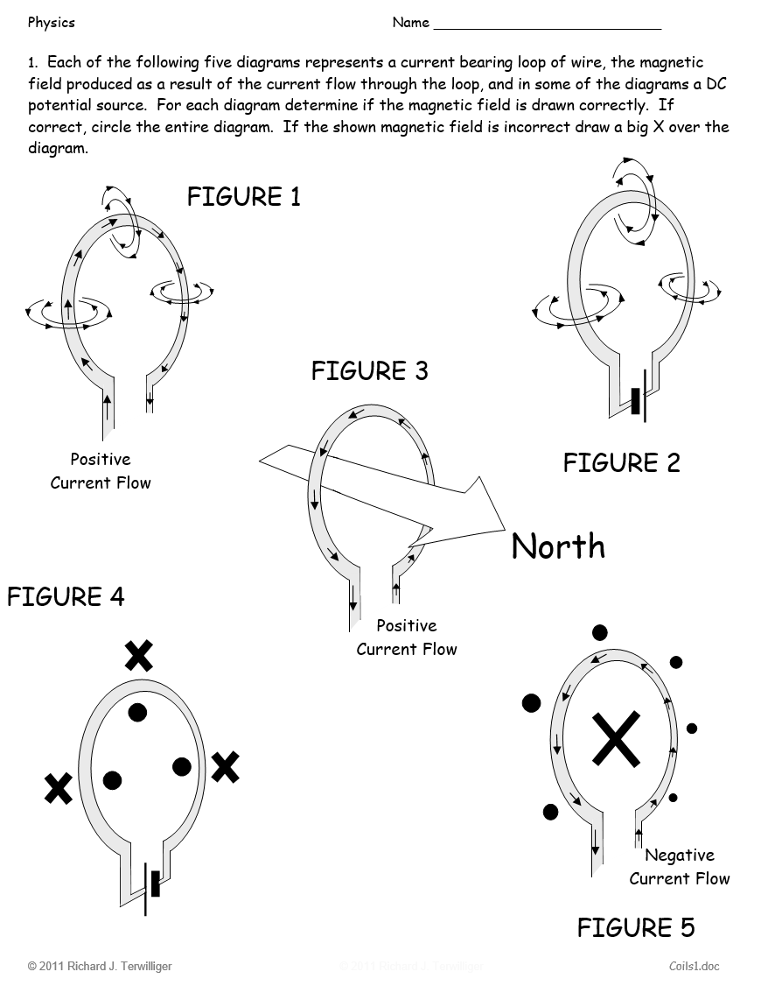 Physics Name ____________________________
1. Each of the following five diagrams represents a current bearing loop of wire, the magnetic
field produced as a result of the current flow through the loop, and in some of the diagrams a DC
potential source. For each diagram determine if the magnetic field is drawn correctly. If
correct, circle the entire diagram. If the shown magnetic field is incorrect draw a big X over the
diagram.
FIGURE 1
Positive
Current Flow
FIGURE 2
FIGURE 3
North
Positive
Current Flow
FIGURE 4
Negative
Current Flow
FIGURE 5
© 2011 Richard J. Terwilliger
© 2011 Richard J. Terwilliger
Coils1.doc